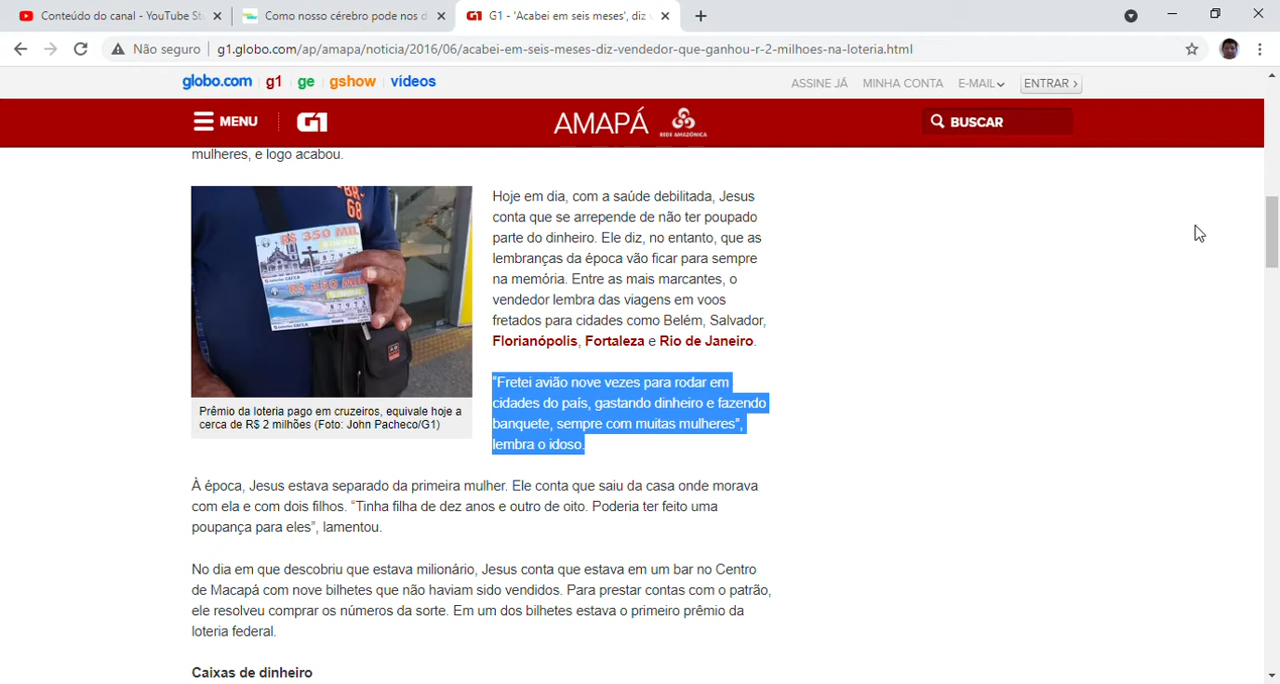 Conteúdo do canal - YouTube St
Como nosso cérebro pode nos d
G1 - 'Acabei em seis meses', diz v
Não seguro
g1.globo.com/ap/amapa/noticia/2016/06/acabei-em-seis-meses-diz-vendedor-que-ganhou-r-2-milhoes-na-loteria.html
globo.com g1 ge gshow videos
ASSINE JÁ MINHA CONTA E-MAIL ENTRAR ›
MENU G1 AMAPÁ REDE AMAZÔNICA BUSCAR
mulheres, e logo acabou.
BR-
68
R$ 350 MIL
R$ 350 MIL
87973
Prêmio da loteria pago em cruzeiros, equivale hoje a
cerca de R$ 2 milhões (Foto: John Pacheco/G1)
Hoje em dia, com a saúde debilitada, Jesus
conta que se arrepende de não ter poupado
parte do dinheiro. Ele diz, no entanto, que as
lembranças da época vão ficar para sempre
na memória. Entre as mais marcantes, o
vendedor lembra das viagens em voos
fretados para cidades como Belém, Salvador,
Florianópolis, Fortaleza e Rio de Janeiro.
“Fretei avião nove vezes para rodar em
cidades do país, gastando dinheiro e fazendo
banquete, sempre com muitas mulheres”,
lembra o idoso.
À época, Jesus estava separado da primeira mulher. Ele conta que saiu da casa onde morava
com ela e com dois filhos. “Tinha filha de dez anos e outro de oito. Poderia ter feito uma
poupança para eles”, lamentou.
No dia em que descobriu que estava milionário, Jesus conta que estava em um bar no Centro
de Macapá com nove bilhetes que não haviam sido vendidos. Para prestar contas com o patrão,
ele resolveu comprar os números da sorte. Em um dos bilhetes estava o primeiro prêmio da
loteria federal.
Caixas de dinheiro